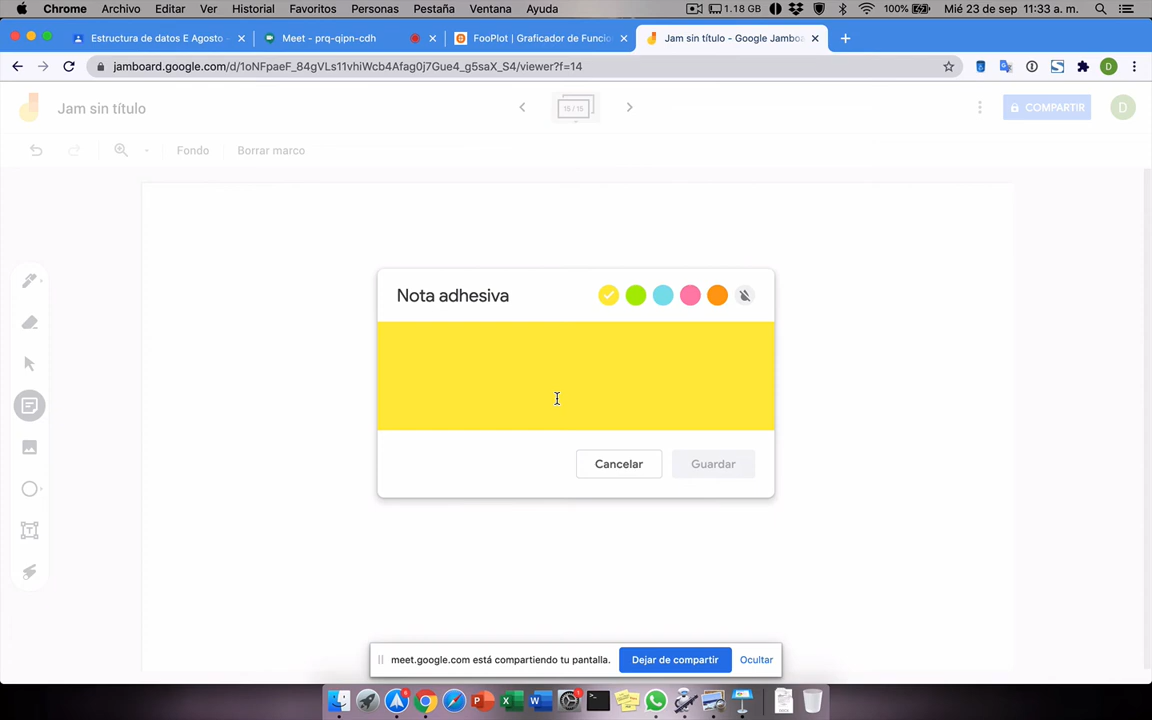 Chrome Archivo Editar Ver Historial Favoritos Personas Pestaña Ventana Ayuda 1.18 GB 100% Mié 23 de sep 11:33 a. m.
Estructura de datos E Agosto - Meet - prq-qipn-cdh FooPlot | Graficador de Funcio Jam sin título - Google Jamboa
jamboard.google.com/d/1oNFpaeF_84gVLs11vhiWcb4Afag0j7Gue4_g5saX_S4/viewer?f=14 D
Jam sin título 15 / 15 COMPARTIR D
Fondo Borrar marco
Nota adhesiva
Cancelar Guardar
meet.google.com está compartiendo tu pantalla. Dejar de compartir Ocultar